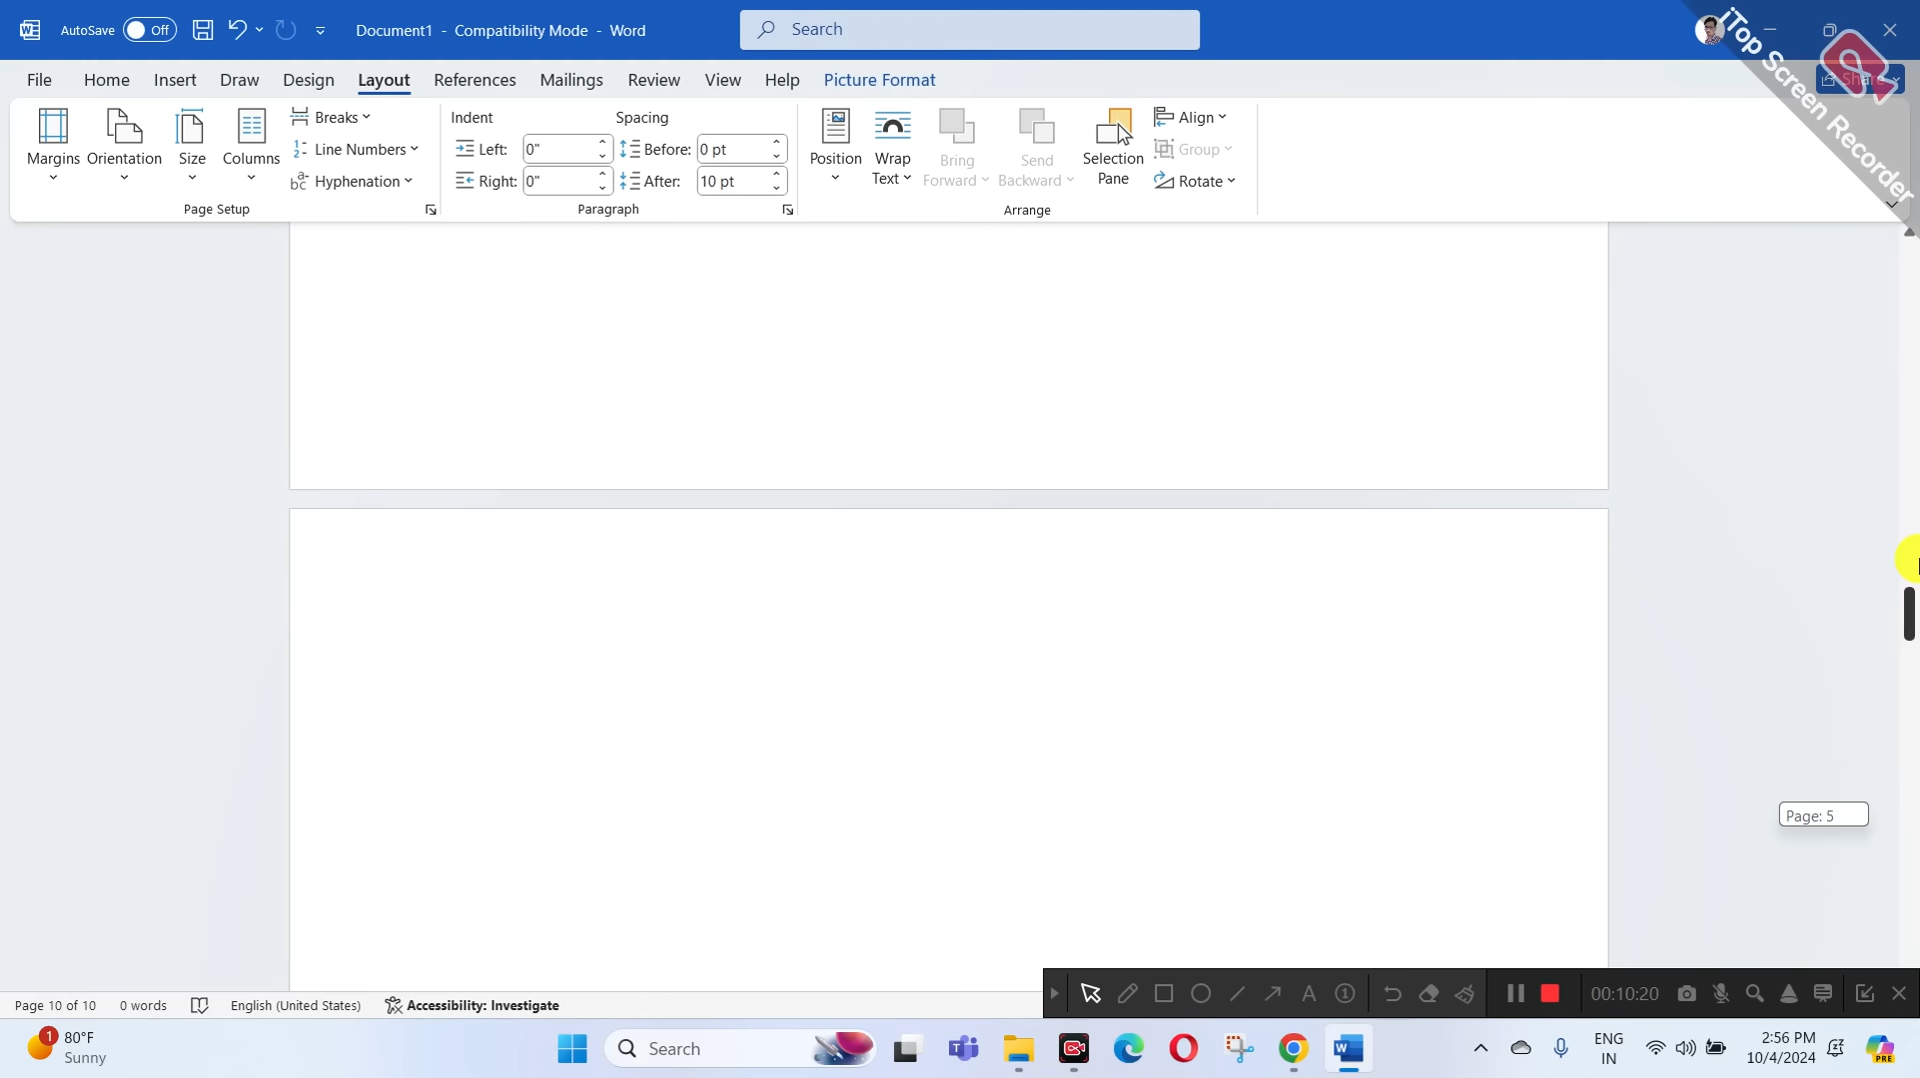 AutoSave Off Document1 - Compatibility Mode - Word Search
File Home Insert Draw Design Layout References Mailings Review View Help Picture Format Share
iTop Screen Recorder
Margins Orientation Size Columns Breaks Line Numbers Hyphenation
Page Setup
Indent Spacing
Left: 0" Before: 0 pt
Right: 0" After: 10 pt
Paragraph
Position Wrap Text Bring Forward Send Backward Selection Pane Align Group Rotate
Arrange
Page: 5
Page 10 of 10 0 words English (United States) Accessibility: Investigate
00:10:20
1 80°F
Sunny
Search
ENG
IN
2:56 PM
10/4/2024
PRE